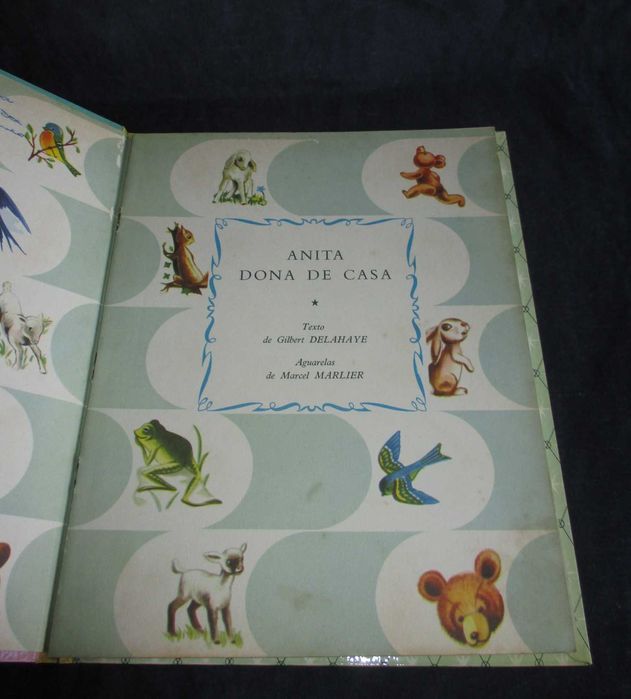 ANITA
DONA DE CASA
Texto
de Gilbert DELAHAYE
Aguarelas
de Marcel MARLIER